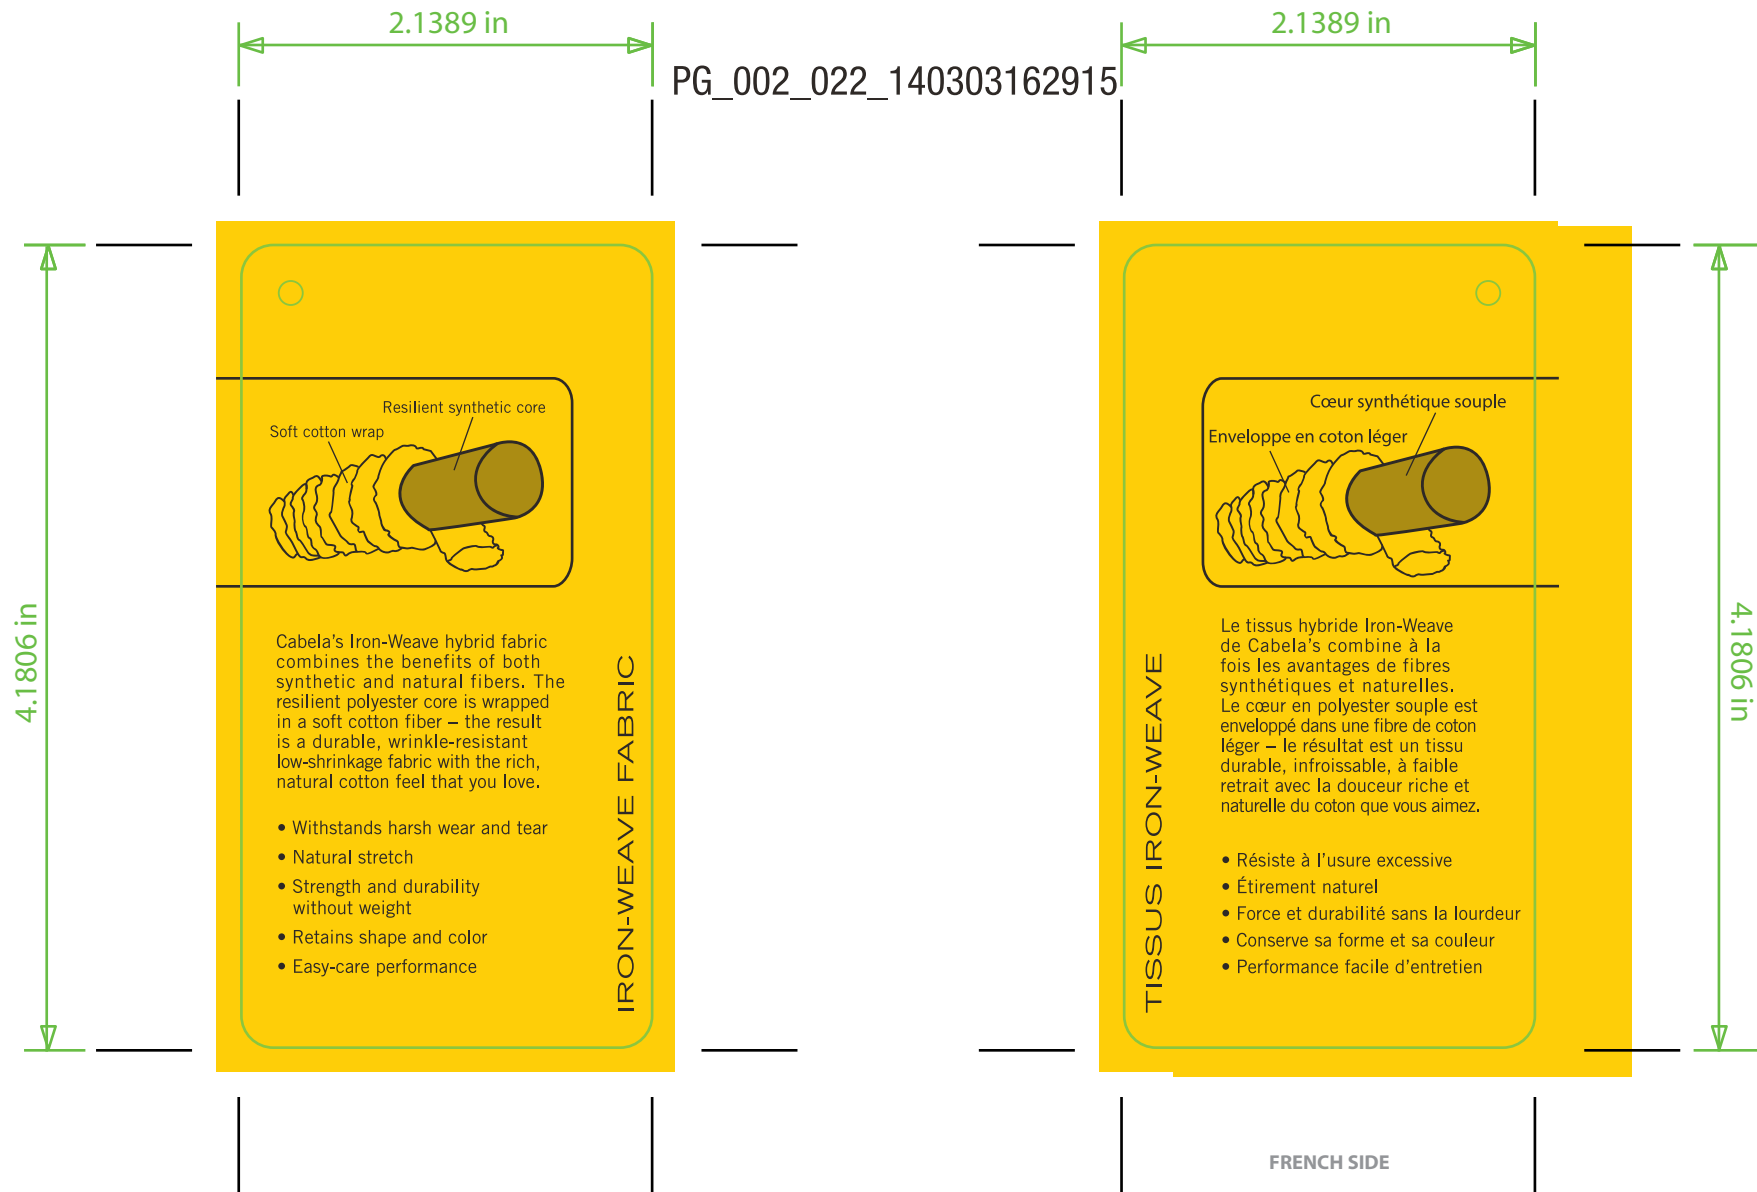 2.1389 in
2.1389 in
PG_002_022_140303162915
4.1806 in
Resilient synthetic core
Soft cotton wrap
Cabela's Iron-Weave hybrid fabric
combines the benefits of both
synthetic and natural fibers. The
resilient polyester core is wrapped
in a soft cotton fiber – the result
is a durable, wrinkle-resistant
low-shrinkage fabric with the rich,
natural cotton feel that you love.
• Withstands harsh wear and tear
• Natural stretch
• Strength and durability
without weight
• Retains shape and color
• Easy-care performance
IRON-WEAVE FABRIC
Cœur synthétique souple
Enveloppe en coton léger
TISSUS IRON-WEAVE
Le tissus hybride Iron-Weave
de Cabela's combine à la
fois les avantages de fibres
synthétiques et naturelles.
Le cœur en polyester souple est
enveloppé dans une fibre de coton
léger – le résultat est un tissu
durable, infroissable, à faible
retrait avec la douceur riche et
naturelle du coton que vous aimez.
• Résiste à l'usure excessive
• Étirement naturel
• Force et durabilité sans la lourdeur
• Conserve sa forme et sa couleur
• Performance facile d'entretien
4.1806 in
FRENCH SIDE